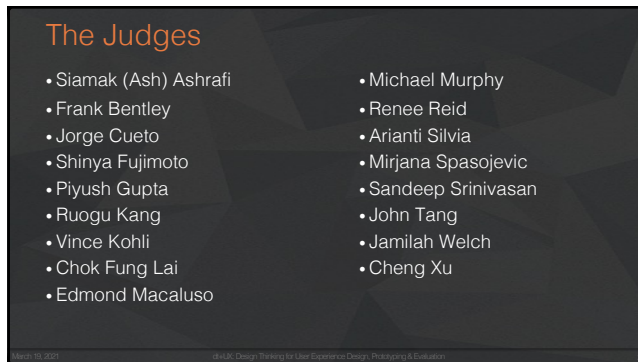 The Judges
• Siamak (Ash) Ashrafi
• Frank Bentley
• Jorge Cueto
• Shinya Fujimoto
• Piyush Gupta
• Ruogu Kang
• Vince Kohli
• Chok Fung Lai
• Edmond Macaluso
• Michael Murphy
• Renee Reid
• Arianti Silvia
• Mirjana Spasojevic
• Sandeep Srinivasan
• John Tang
• Jamilah Welch
• Cheng Xu
March 19, 2021
dt+UX: Design Thinking for User Experience Design, Prototyping & Evaluation